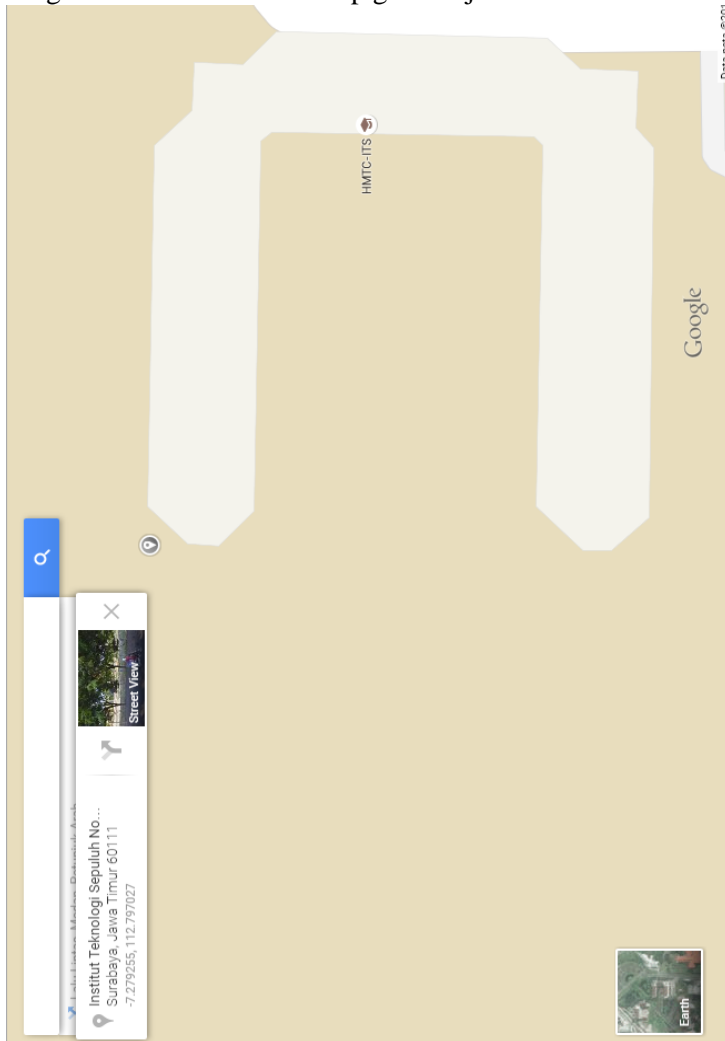 Institut Teknologi Sepuluh No...
Surabaya, Jawa Timur 60111
-7.279255, 112.797027
Street View
HMTC-ITS
Earth
Google